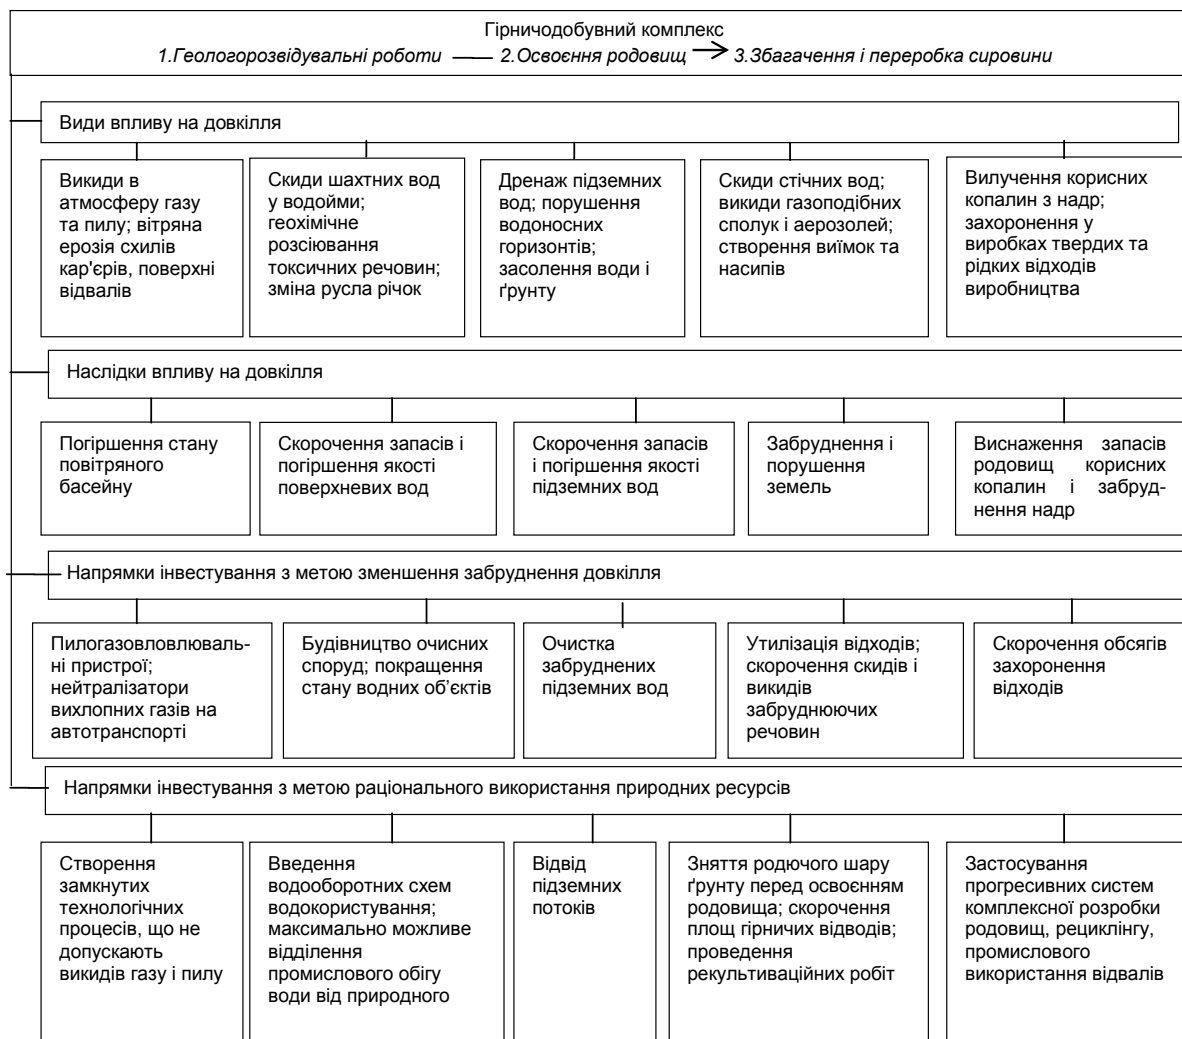 Гірничодобувний комплекс
1.Геологорозвідувальні роботи 2.Освоєння родовищ 3.Збагачення і переробка сировини
Види впливу на довкілля
Викиди в
атмосферу газу
та пилу; вітряна
ерозія схилів
кар'єрів, поверхні
відвалів
Скиди шахтних вод
у водойми;
геохімічне
розсіювання
токсичних речовин;
зміна русла річок
Дренаж підземних
вод; порушення
водоносних
горизонтів;
засолення води і
ґрунту
Скиди стічних вод;
викиди газоподібних
сполук і аерозолей;
створення виїмок та
насипів
Вилучення корисних
копалин з надр;
захоронення у
виробках твердих та
рідких відходів
виробництва
Наслідки впливу на довкілля
Погіршення стану
повітряного
басейну
Скорочення запасів і
погіршення якості
поверхневих вод
Скорочення запасів
і погіршення якості
підземних вод
Забруднення і
порушення
земель
Виснаження запасів
родовищ корисних
копалин і забруд-
нення надр
Напрямки інвестування з метою зменшення забруднення довкілля
Пилогазовловлюваль-
ні пристрої;
нейтралізатори
вихлопних газів на
автотранспорті
Будівництво очисних
споруд; покращення
стану водних об’єктів
Очистка
забруднених
підземних вод
Утилізація відходів;
скорочення скидів і
викидів
забруднюючих
речовин
Скорочення обсягів
захоронення
відходів
Напрямки інвестування з метою раціонального використання природних ресурсів
Створення
замкнутих
технологічних
процесів, що не
допускають
викидів газу і пилу
Введення
водооборотних схем
водокористування;
максимально можливе
відділення
промислового обігу
води від природного
Відвід
підземних
потоків
Зняття родючого шару
ґрунту перед освоєнням
родовища; скорочення
площ гірничих відводів;
проведення
рекультиваційних робіт
Застосування
прогресивних систем
комплексної розробки
родовищ, рециклінгу,
промислового
використання відвалів